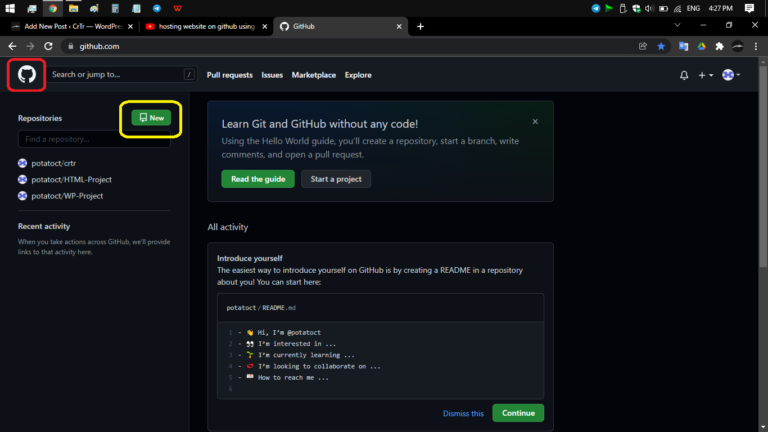 ENG 4:27 PM
Add New Post ‹ CrTr — WordPre
hosting website on github using
GitHub
github.com
Search or jump to... /
Pull requests Issues Marketplace Explore
Repositories
New
Find a repository...
potatoct/crtr
potatoct/HTML-Project
potatoct/WP-Project
Recent activity
When you take actions across GitHub, we'll provide
links to that activity here.
Learn Git and GitHub without any code!
Using the Hello World guide, you'll create a repository, start a branch, write
comments, and open a pull request.
Read the guide Start a project
All activity
Introduce yourself
The easiest way to introduce yourself on GitHub is by creating a README in a repository
about you! You can start here:
potatoct / README.md
1 - 👋 Hi, I'm @potatoct
2 - 👀 I'm interested in ...
3 - 🌱 I'm currently learning ...
4 - 💞️ I'm looking to collaborate on ...
5 - 📫 How to reach me ...
6
Dismiss this Continue